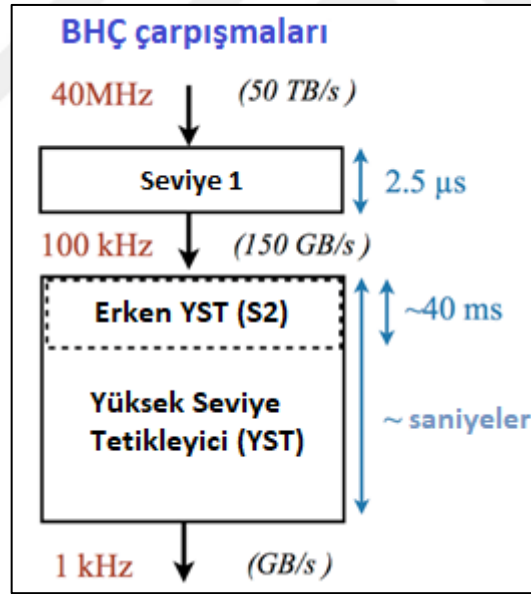 BHÇ çarpışmaları
40MHz (50 TB/s )
Seviye 1 2.5 µs
100 kHz (150 GB/s)
Erken YST (S2) ~40 ms
Yüksek Seviye
Tetikleyici (YST) ~ saniyeler
1 kHz (GB/s )